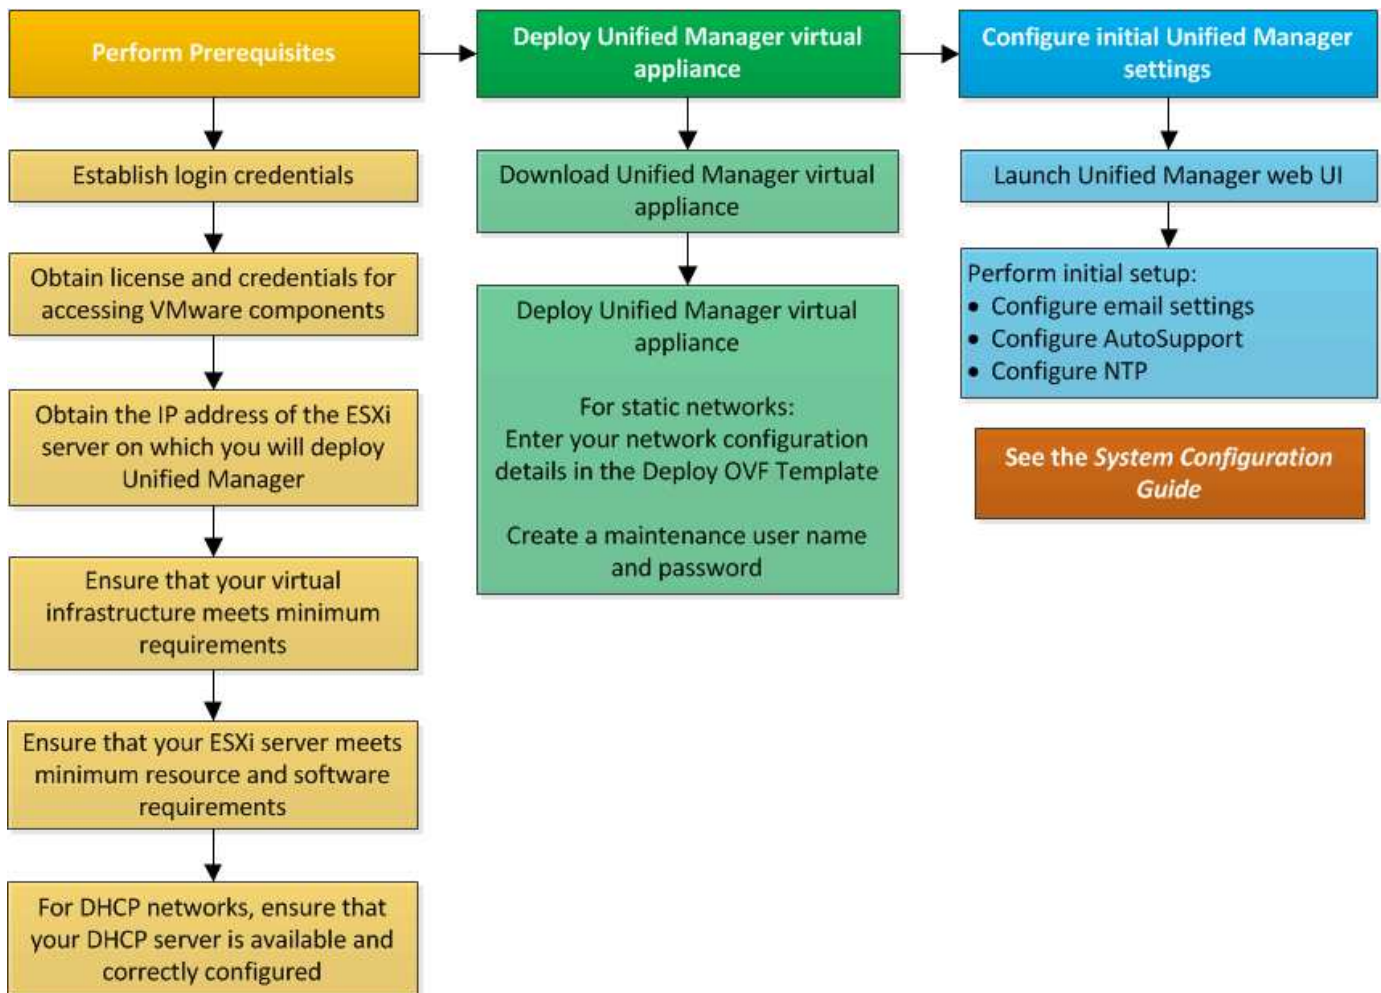 Perform Prerequisites
Establish login credentials
Obtain license and credentials for
accessing VMware components
Obtain the IP address of the ESXi
server on which you will deploy
Unified Manager
Ensure that your virtual
infrastructure meets minimum
requirements
Ensure that your ESXi server meets
minimum resource and software
requirements
For DHCP networks, ensure that
your DHCP server is available and
correctly configured
Deploy Unified Manager virtual
appliance
Download Unified Manager virtual
appliance
Deploy Unified Manager virtual
appliance
For static networks:
Enter your network configuration
details in the Deploy OVF Template
Create a maintenance user name
and password
Configure initial Unified Manager
settings
Launch Unified Manager web UI
Perform initial setup:
• Configure email settings
• Configure AutoSupport
• Configure NTP
See the System Configuration
Guide